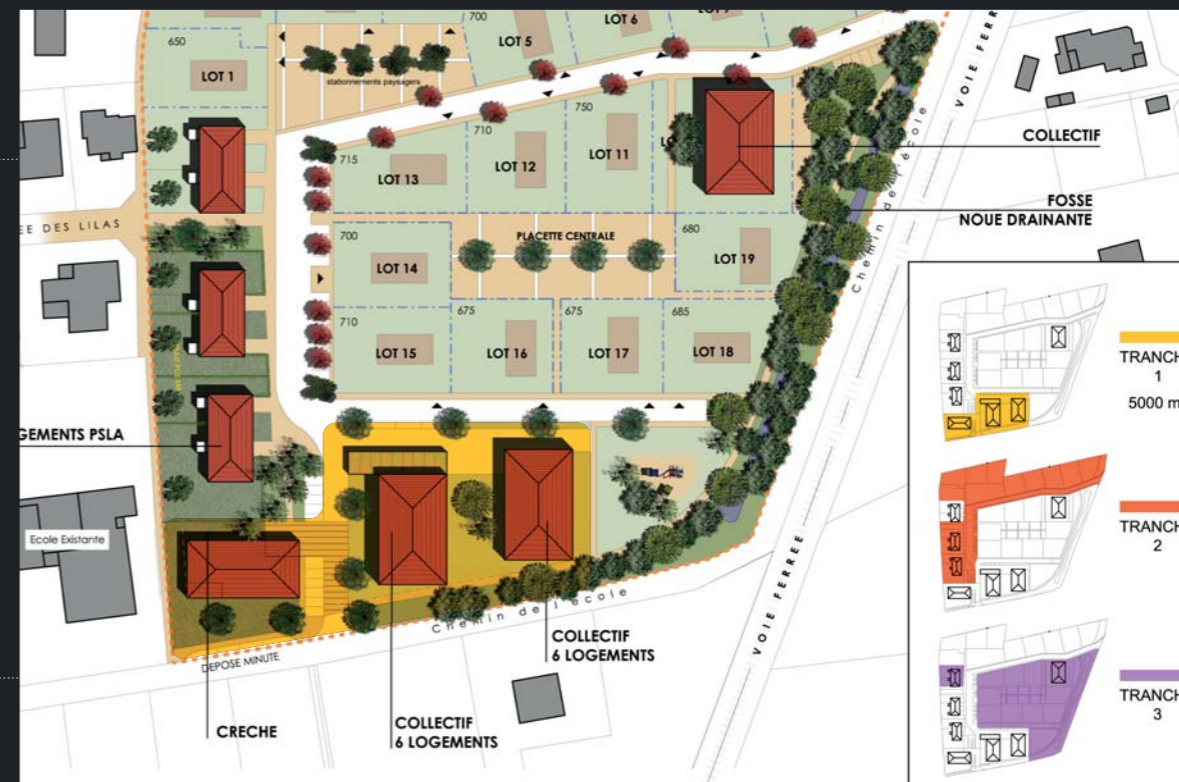 700
LOT 6
650
LOT 5
LOT 1
stationnements paysagers
VOIE FERR
750
710
COLLECTIF
715
LOT 11
LOT 12
LOT 13
Chemin de l'école
FOSSE
NOUE DRAINANTE
EE DES LILAS
700
PLACETTE CENTRALE
680
LOT 14
LOT 19
710
675
675
685
LOT 15
LOT 16
LOT 17
LOT 18
TRANCH
1
5000 m
GEMENTS PSLA
Ecole Existante
TRANCH
2
Chemin de l'école
VOIE FERREE
COLLECTIF
6 LOGEMENTS
DEPOSE MINUTE
CRECHE
COLLECTIF
6 LOGEMENTS
TRANCH
3